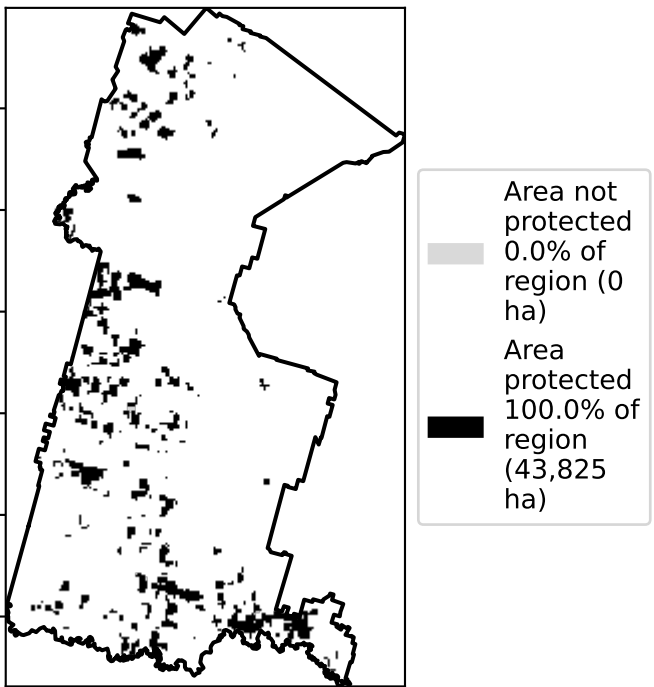 Area not
protected
0.0% of
region (0
ha)
Area
protected
100.0% of
region
(43,825
ha)